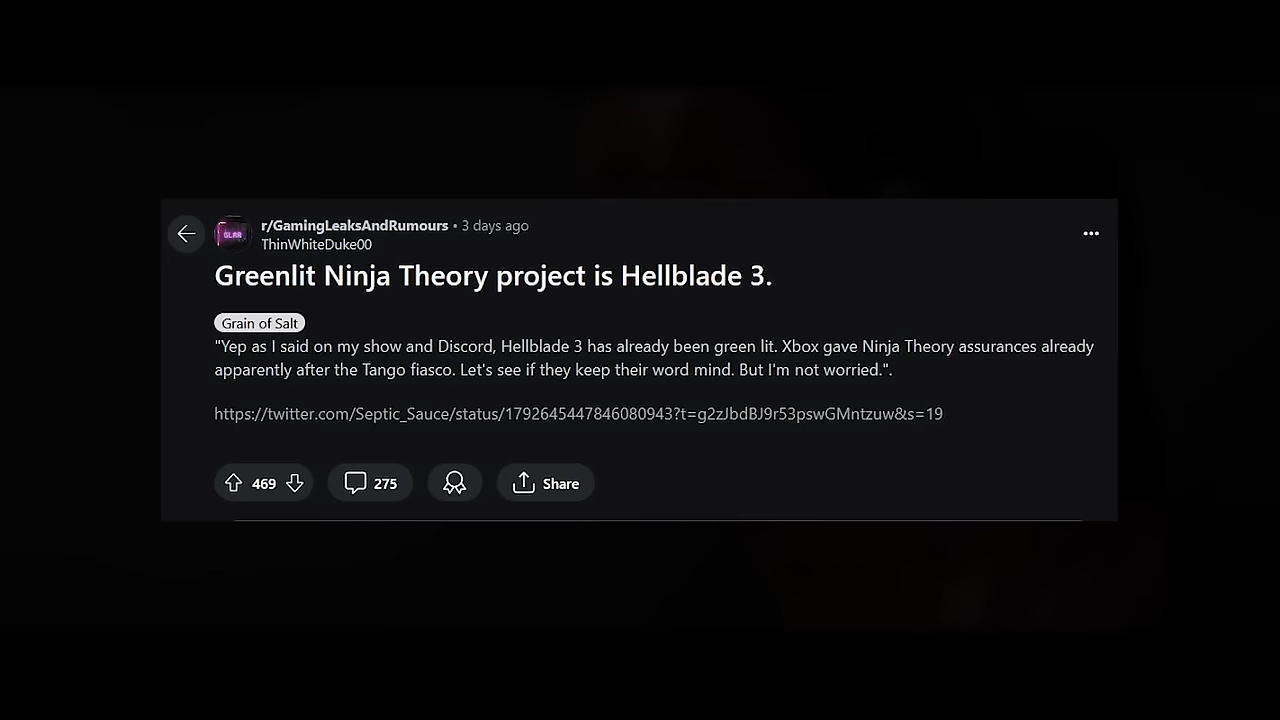 r/GamingLeaksAndRumours • 3 days ago
GLAR
ThinWhiteDuke00
Greenlit Ninja Theory project is Hellblade 3.
Grain of Salt
"Yep as I said on my show and Discord, Hellblade 3 has already been green lit. Xbox gave Ninja Theory assurances already
apparently after the Tango fiasco. Let's see if they keep their word mind. But I'm not worried.".
https://twitter.com/Septic_Sauce/status/1792645447846080943?t=g2zJbdBJ9r53pswGMntzuw&s=19
469
275
Share